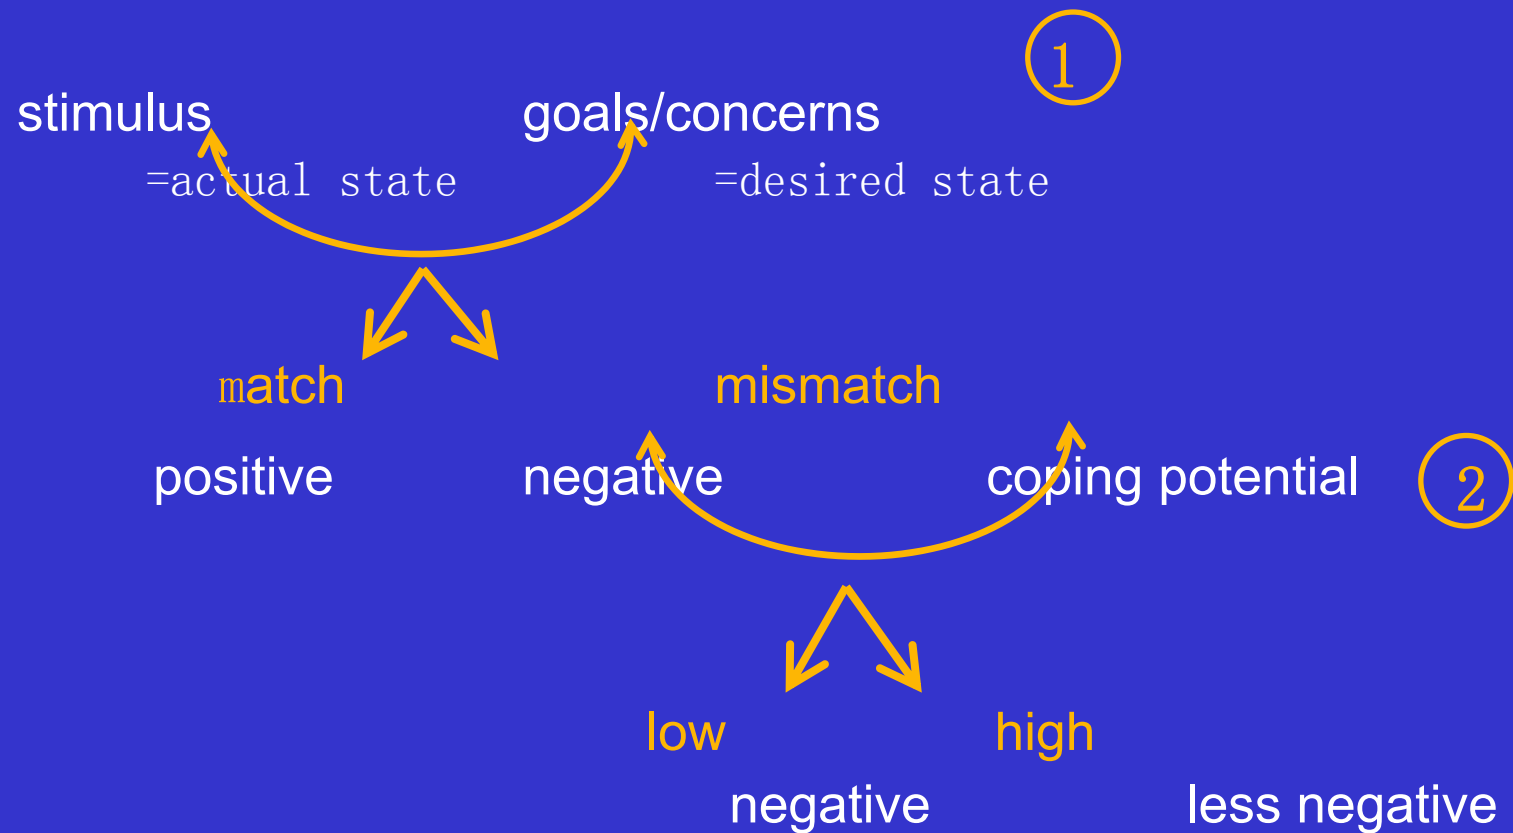 1
stimulus goals/concerns
=actual state =desired state
match mismatch
positive negative coping potential 2
low high
negative less negative